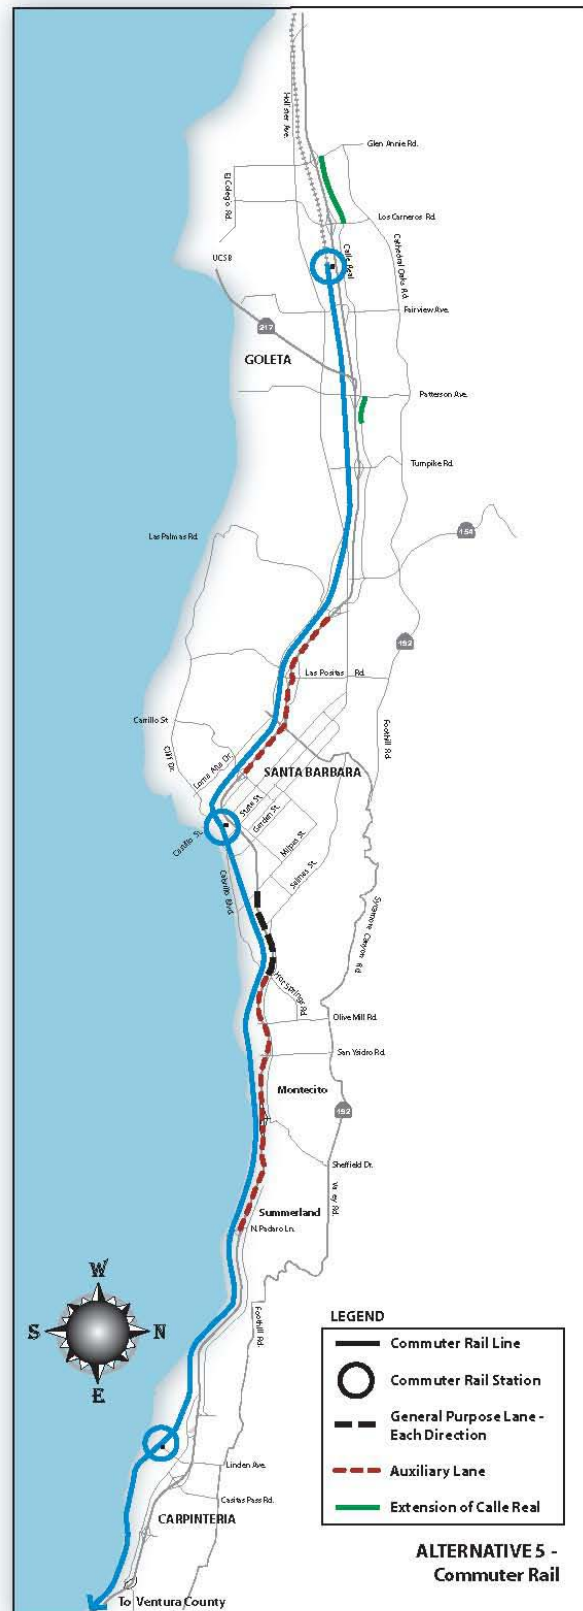 Hollister Ave.
Glen Annie Rd.
El Colegio Rd.
Los Carneros Rd.
UCSB
Calle Real
Cathedral Oaks Rd.
Fairview Ave.
217
GOLETA
Patterson Ave.
Turnpike Rd.
Las Palmas Rd.
154
192
Las Positas Rd.
Carrillo St
Foothill Rd.
Cliff Dr.
Loma Alta Dr.
SANTA BARBARA
State St.
Garden St.
Castillo St.
Milpas St.
Salinas St.
Cabrillo Blvd.
Sycamore Canyon Rd.
Hot Springs Rd.
Olive Mill Rd.
San Ysidro Rd.
Montecito
192
Sheffield Dr.
Summerland
N. Padaro Ln.
W
S
N
E
Foothill Rd.
Linden Ave.
Casitas Pass Rd.
CARPINTERIA
To Ventura County
LEGEND
Commuter Rail Line
Commuter Rail Station
General Purpose Lane -
Each Direction
Auxiliary Lane
Extension of Calle Real
ALTERNATIVE 5 -
Commuter Rail